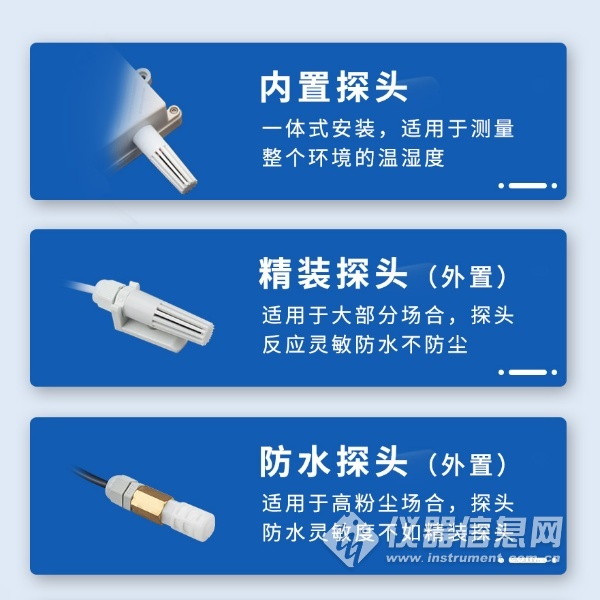 内置探头
一体式安装，适用于测量
整个环境的温湿度
精装探头（外置）
适用于大部分场合，探头
反应灵敏防水不防尘
防水探头（外置）
适用于高粉尘场合，探头
防水灵敏度不如精装探头
仪器信息网
www.instrument.com.cn